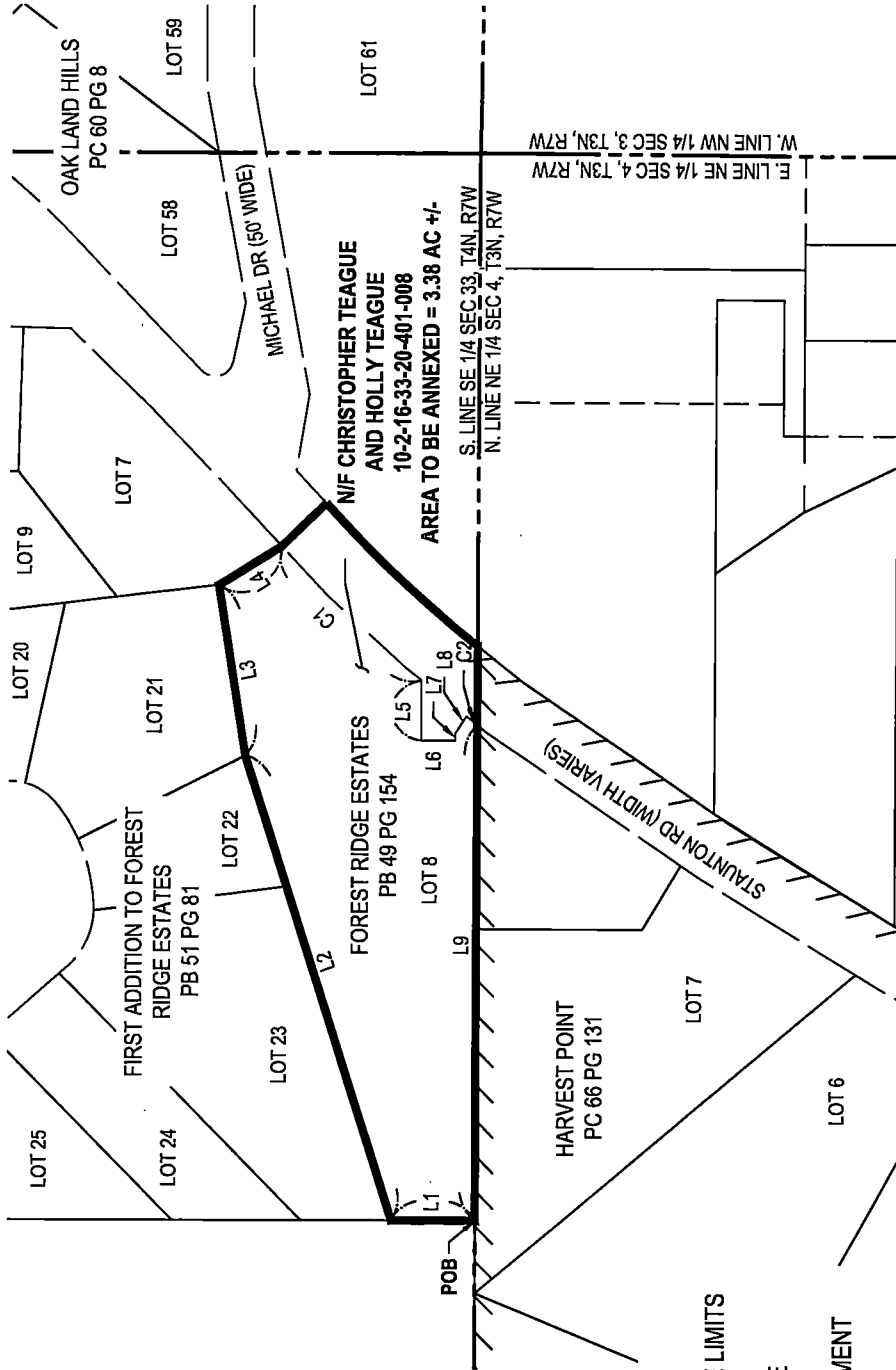 OAK LAND HILLS
PC 60 PG 8
LOT 59
LOT 61
LOT 58
MICHAEL DR (50' WIDE)
W. LINE NW 1/4 SEC 3, T3N, R7W
E. LINE NE 1/4 SEC 4, T3N, R7W
N/F CHRISTOPHER TEAGUE
AND HOLLY TEAGUE
10-2-16-33-20-401-008
AREA TO BE ANNEXED = 3.38 AC +/-
S. LINE SE 1/4 SEC 33, T4N, R7W
N. LINE NE 1/4 SEC 4, T3N, R7W
LOT 9
LOT 7
LOT 20
LOT 21
L4
L3
C1
L5
L6
L7
L8
C2
FIRST ADDITION TO FOREST
RIDGE ESTATES
PB 51 PG 81
LOT 22
FOREST RIDGE ESTATES
PB 49 PG 154
LOT 8
L2
L9
STAUNTON RD (WIDTH VARIES)
LOT 25
LOT 24
LOT 23
L1
POB
HARVEST POINT
PC 66 PG 131
LOT 7
LOT 6
LIMITS
MENT